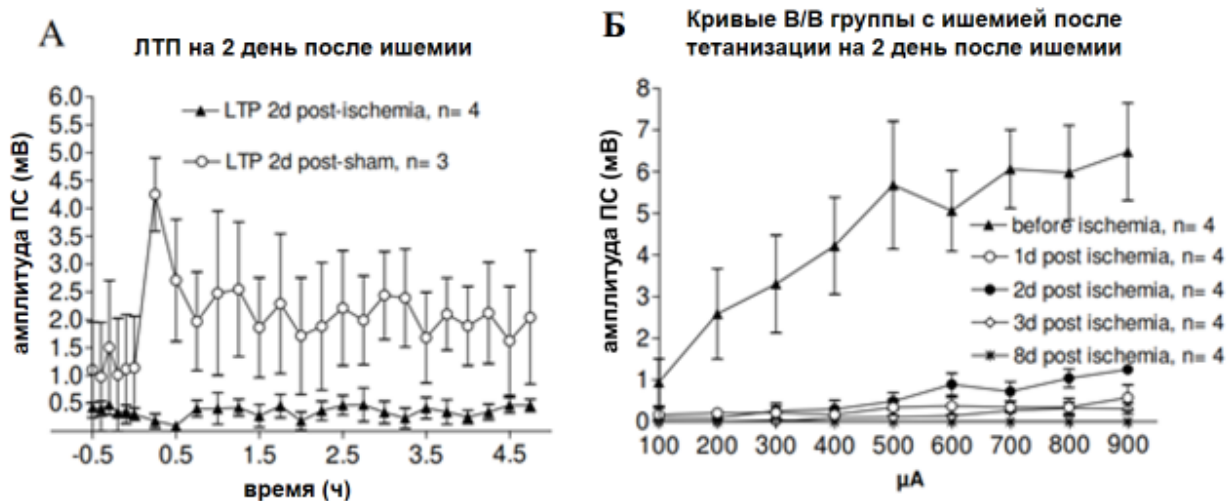 А
ЛТП на 2 день после ишемии
амплитуда ПС (мВ)
6.0
5.5
5.0
4.5
4.0
3.5
3.0
2.5
2.0
1.5
1.0
0.5
LTP 2d post-ischemia, n= 4
LTP 2d post-sham, n= 3
-0.5 0.5 1.5 2.5 3.5 4.5
время (ч)
Б
Кривые В/В группы с ишемией после
тетанизации на 2 день после ишемии
амплитуда ПС (мВ)
8
7
6
5
4
3
2
1
0
before ischemia, n= 4
1d post ischemia, n= 4
2d post ischemia, n= 4
3d post ischemia, n= 4
8d post ischemia, n= 4
100 200 300 400 500 600 700 800 900
µA